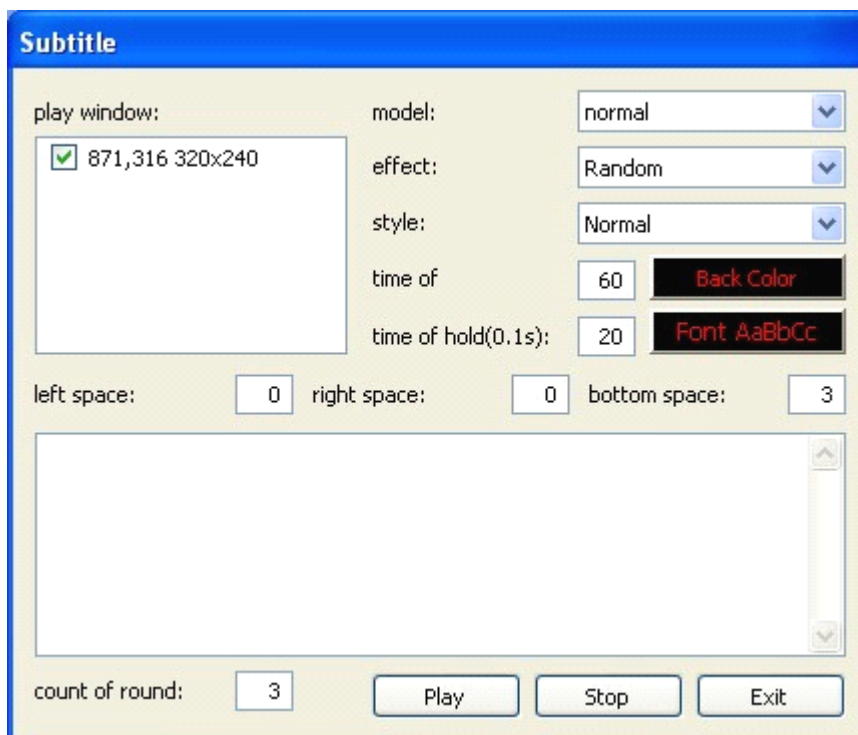 Subtitle
play window:
871,316 320x240
model:
normal
effect:
Random
style:
Normal
time of
60
Back Color
time of hold(0.1s):
20
Font AaBbCc
left space:
0
right space:
0
bottom space:
3
count of round:
3
Play
Stop
Exit